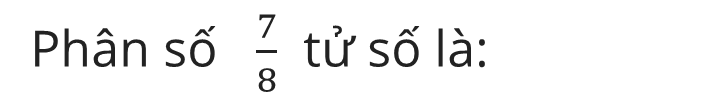 Phân số 7/8 tử số là: